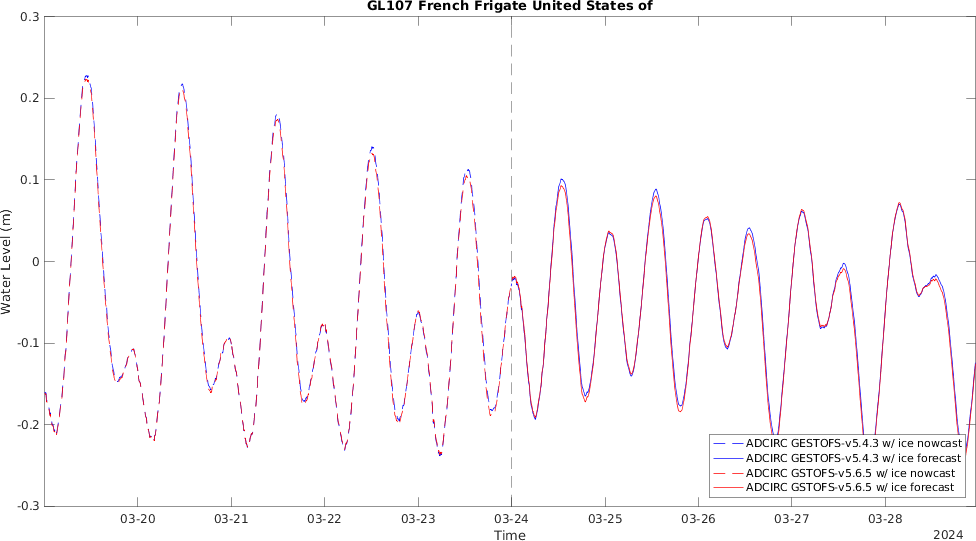 GL107 French Frigate United States of
0.3
0.2
0.1
0
-0.1
-0.2
-0.3
Water Level (m)
ADCIRC GESTOFS-v5.4.3 w/ ice nowcast
ADCIRC GESTOFS-v5.4.3 w/ ice forecast
ADCIRC GSTOFS-v5.6.5 w/ ice nowcast
ADCIRC GSTOFS-v5.6.5 w/ ice forecast
03-20 03-21 03-22 03-23 03-24 03-25 03-26 03-27 03-28
Time
2024